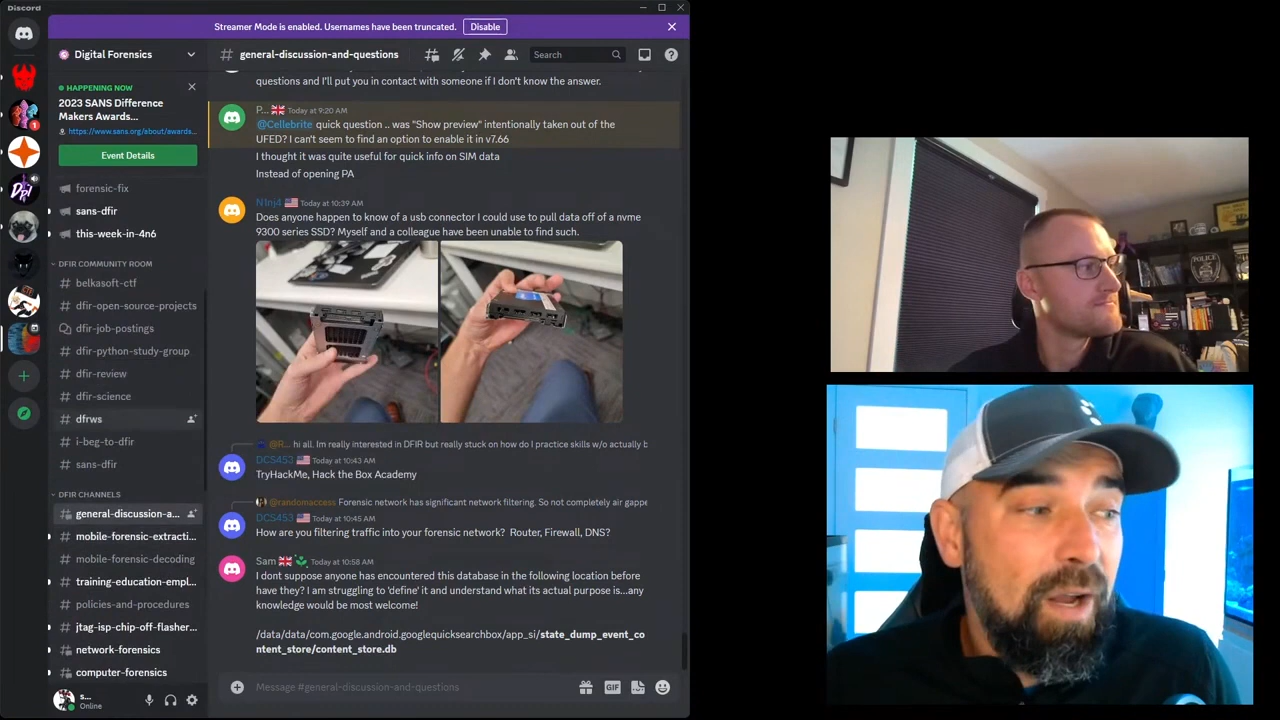 Discord
Streamer Mode is enabled. Usernames have been truncated.
Disable
Digital Forensics
general-discussion-and-questions
Search
HAPPENING NOW
2023 SANS Difference
Makers Awards...
https://www.sans.org/about/awards...
Event Details
forensic-fix
sans-dfir
this-week-in-4n6
DFIR COMMUNITY ROOM
belkasoft-ctf
dfir-open-source-projects
dfir-job-postings
dfir-python-study-group
dfir-review
dfir-science
dfrws
i-beg-to-dfir
sans-dfir
DFIR CHANNELS
general-discussion-a...
mobile-forensic-extracti...
mobile-forensic-decoding
training-education-empl...
policies-and-procedures
jtag-isp-chip-off-flasher...
network-forensics
computer-forensics
s...
Online
questions and I'll put you in contact with someone if I don't know the answer.
P... Today at 9:20 AM
@Cellebrite quick question .. was "Show preview" intentionally taken out of the
UFED? I can't seem to find an option to enable it in v7.66
I thought it was quite useful for quick info on SIM data
Instead of opening PA
N1nj4 Today at 10:39 AM
Does anyone happen to know of a usb connector I could use to pull data off of a nvme
9300 series SSD? Myself and a colleague have been unable to find such.
@R... hi all. Im really interested in DFIR but really stuck on how do I practice skills w/o actually b
DCS453 Today at 10:43 AM
TryHackMe, Hack the Box Academy
@randomaccess Forensic network has significant network filtering. So not completely air gappe
DCS453 Today at 10:45 AM
How are you filtering traffic into your forensic network? Router, Firewall, DNS?
Sam Today at 10:58 AM
I dont suppose anyone has encountered this database in the following location before
have they? I am struggling to 'define' it and understand what its actual purpose is...any
knowledge would be most welcome!
/data/data/com.google.android.googlequicksearchbox/app_si/state_dump_event_co
ntent_store/content_store.db
Message #general-discussion-and-questions
GIF
1
POLICE